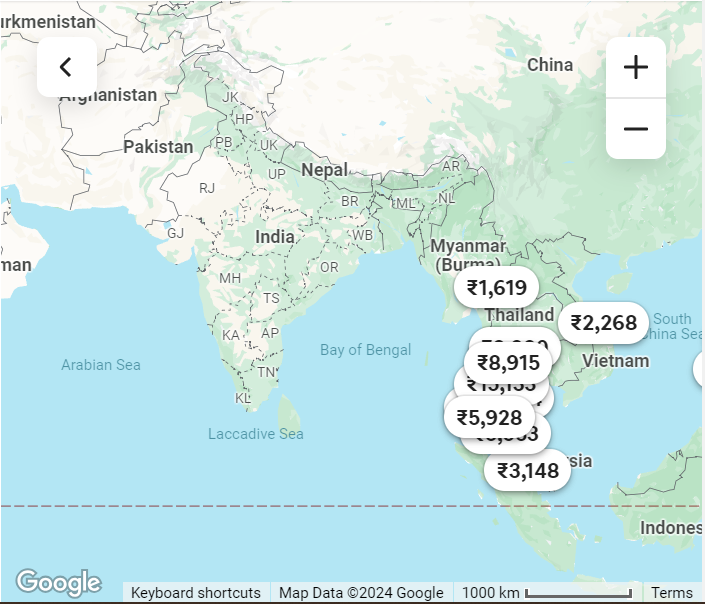 urkmenistan
China
Afghanistan
JK
HP
Pakistan
PB
UK
Nepal
UP
AR
RJ
BR
ML
NL
GJ
India
WB
Myanmar
(Burma)
man
OR
MH
₹1,619
TS
Thailand
₹2,268
South
hina Sea
KA
AP
Bay of Bengal
₹8,915
Vietnam
Arabian Sea
TN
KL
₹5,928
Laccadive Sea
₹3,148
sia
Indones
Google
Keyboard shortcuts
Map Data ©2024 Google
1000 km
Terms